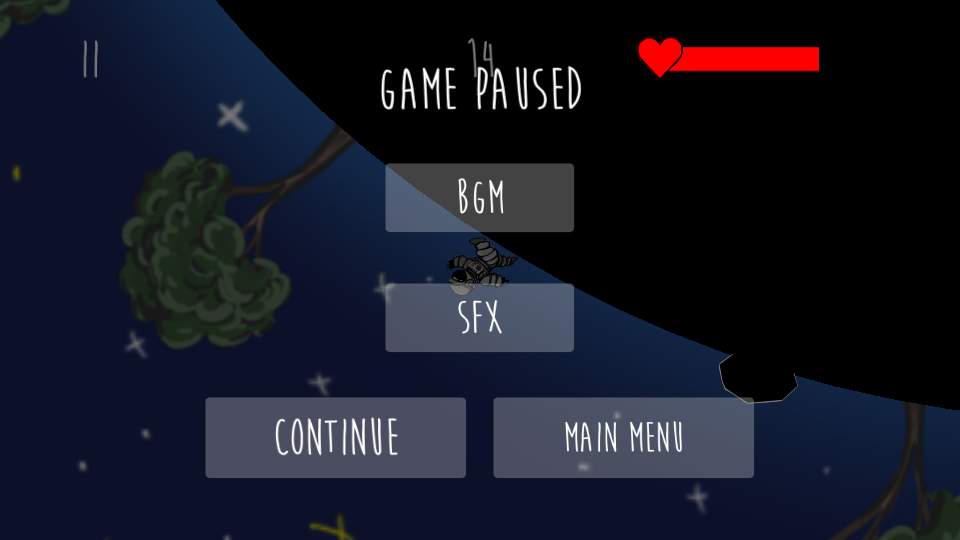 14
GAME PAUSED
BGM
SFX
CONTINUE
MAIN MENU